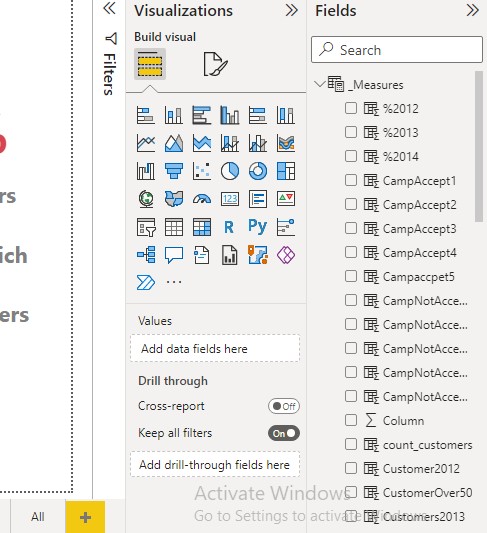 Visualizations
Build visual
Filters
rs
ich
ers
123
R
Py
Values
Add data fields here
Drill through
Cross-report
Off
Keep all filters
On
Add drill-through fields here
All
+
Fields
Search
_Measures
%2012
%2013
%2014
CampAccept1
CampAccept2
CampAccept3
CampAccept4
Campaccpet5
CampNotAcce...
CampNotAcce...
CampNotAcce...
CampNotAcce...
CampNotAcce...
Column
count_customers
Customer2012
CustomerOver50
Customers2013
Activate Windows
Go to Settings to activate Windows.